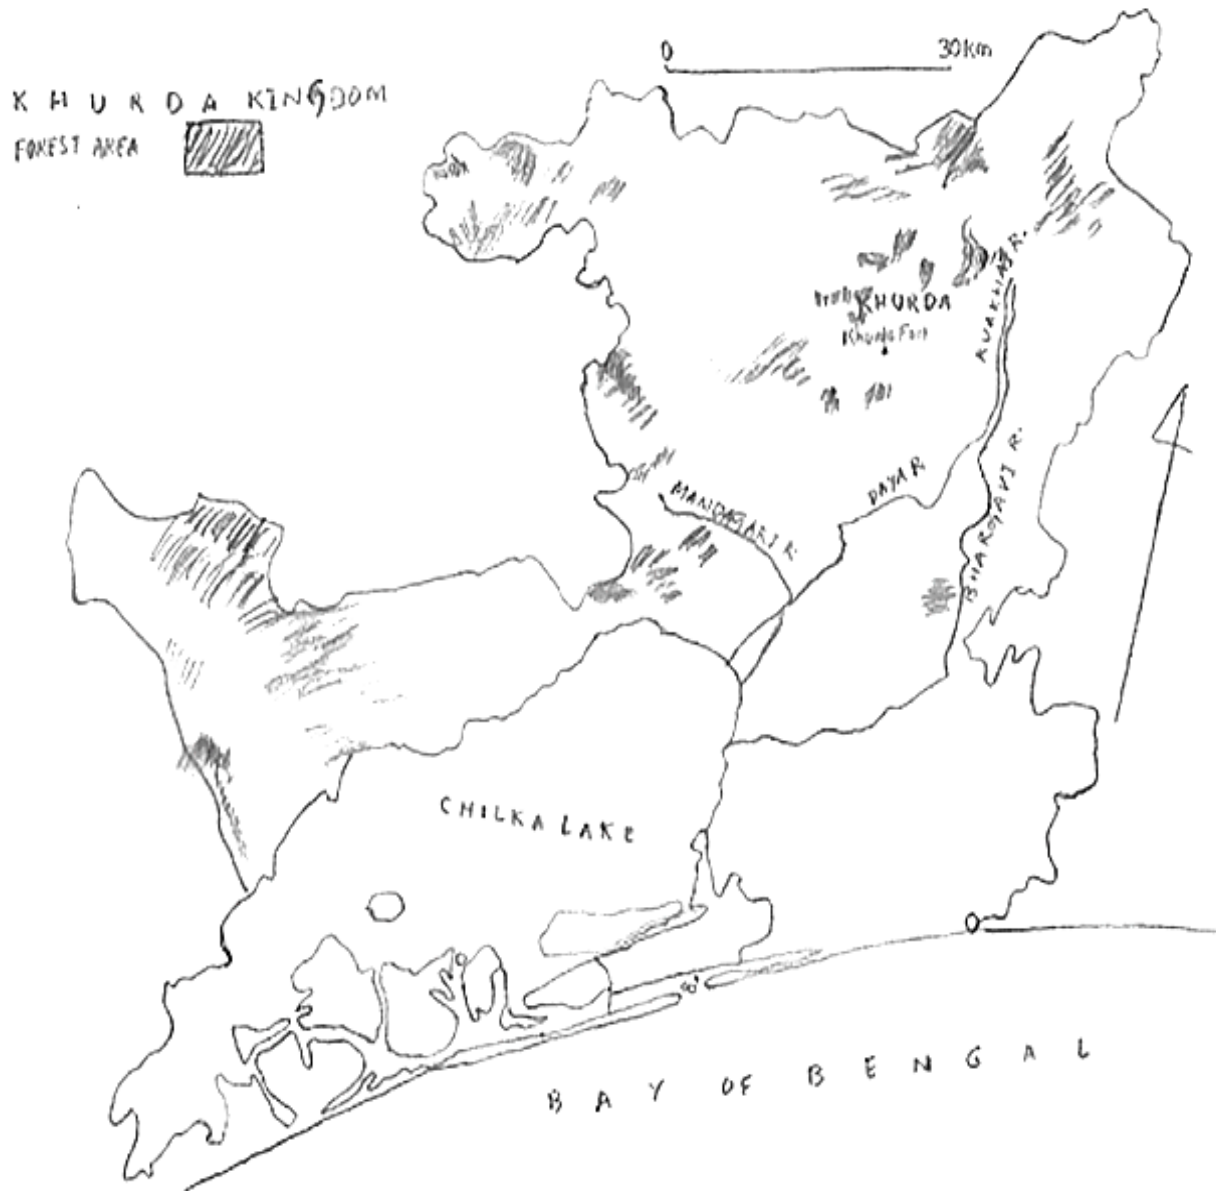 0 30km
KHURDA KINGDOM
FOREST AREA
KUAKHAI R.
KHURDA
Khurda Fort
DAYA R
MANDAGARI R.
BHARGAVI R.
CHILKA LAKE
BAY OF BENGAL